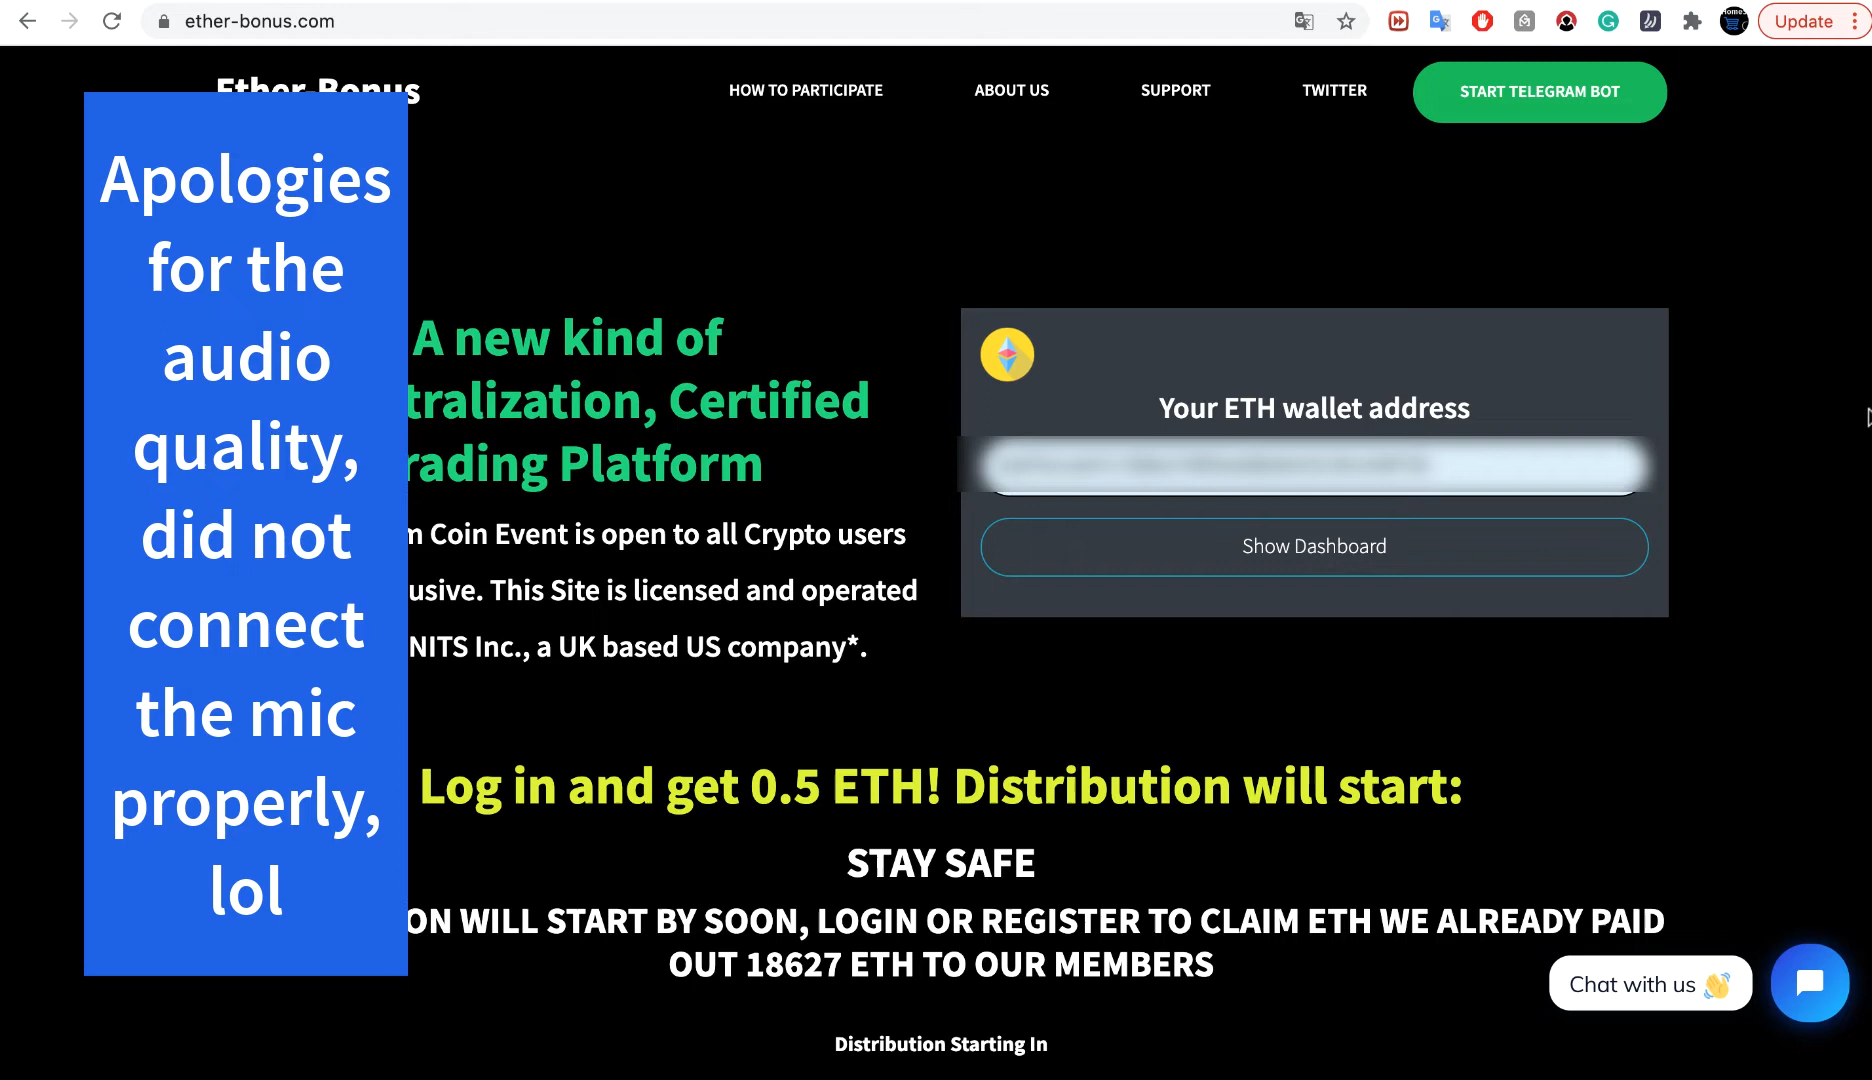 ether-bonus.com
Update
Ether-Bonus
HOW TO PARTICIPATE
ABOUT US
SUPPORT
TWITTER
START TELEGRAM BOT
Apologies
for the
audio
quality,
did not
connect
the mic
properly,
lol
A new kind of
tralization, Certified
rading Platform
m Coin Event is open to all Crypto users
usive. This Site is licensed and operated
NITS Inc., a UK based US company*.
Your ETH wallet address
Show Dashboard
Log in and get 0.5 ETH! Distribution will start:
STAY SAFE
ON WILL START BY SOON, LOGIN OR REGISTER TO CLAIM ETH WE ALREADY PAID
OUT 18627 ETH TO OUR MEMBERS
Chat with us 👋
Distribution Starting In